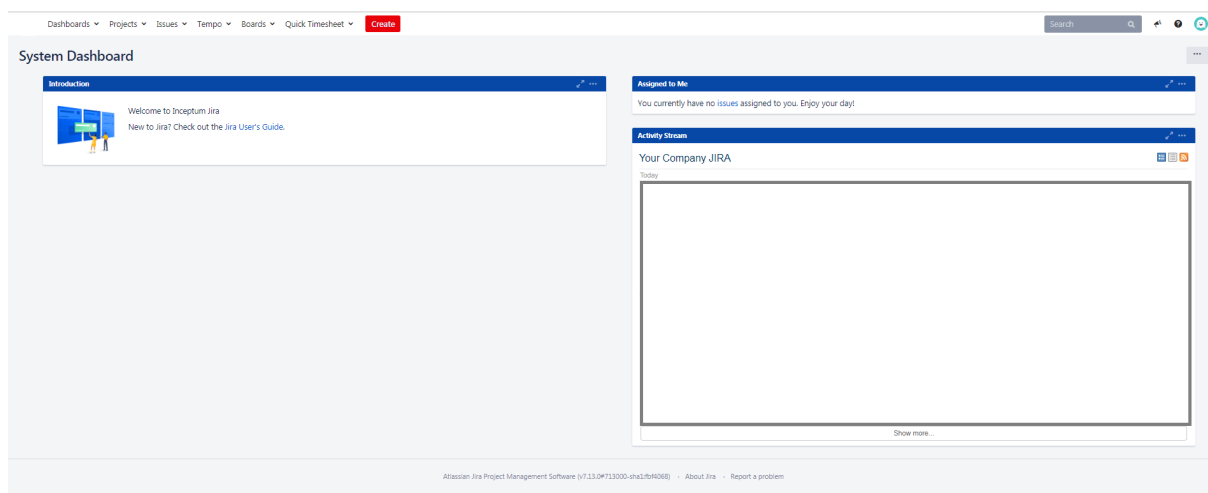 Dashboards Projects Issues Tempo Boards Quick Timesheet Create Search
System Dashboard
Introduction
Welcome to Inceptum Jira
New to Jira? Check out the Jira User's Guide.
Assigned to Me
You currently have no issues assigned to you. Enjoy your day!
Activity Stream
Your Company JIRA
Today
Show more...
Atlassian Jira Project Management Software (v7.13.0#713000-sha1:fbf4068) · About Jira · Report a problem